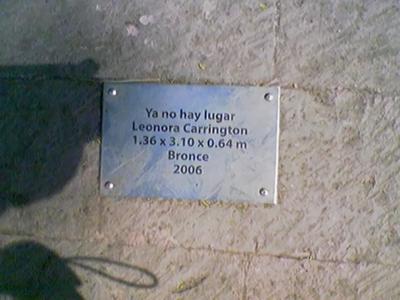 Ya no hay lugar
Leonora Carrington
1.36 x 3.10 x 0.64 m
Bronce
2006